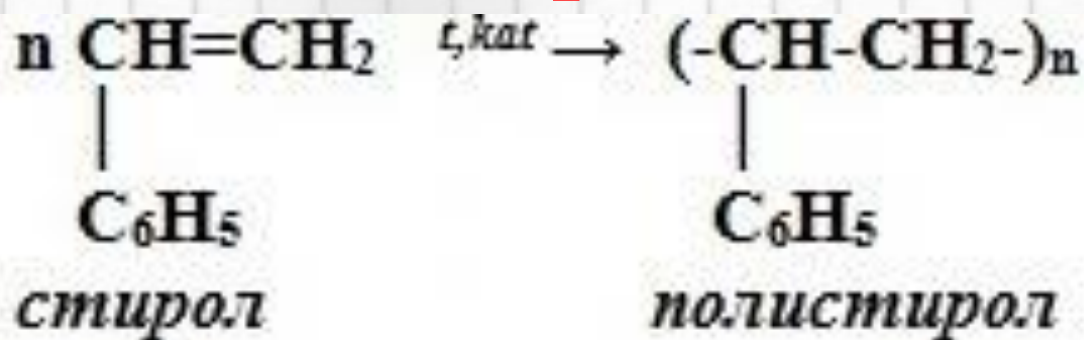 n CH=CH₂ t,kat → (-CH-CH₂-)n
| |
C₆H₅ C₆H₅
стирол полистирол